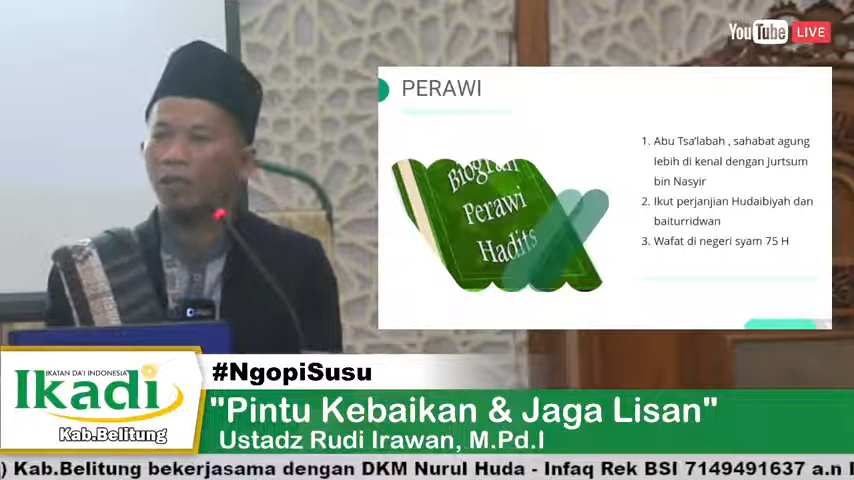 YouTube LIVE
PERAWI
Biografi
Perawi
Hadits
1. Abu Tsa'labah , sahabat agung
lebih di kenal dengan Jurtsum
bin Nasyir
2. Ikut perjanjian Hudaibiyah dan
baiturridwan
3. Wafat di negeri syam 75 H
IKATAN DA'I INDONESIA
Ikadi
Kab.Belitung
#NgopiSusu
"Pintu Kebaikan & Jaga Lisan"
Ustadz Rudi Irawan, M.Pd.I
) Kab.Belitung bekerjasama dengan DKM Nurul Huda - Infaq Rek BSI 7149491637 a.n